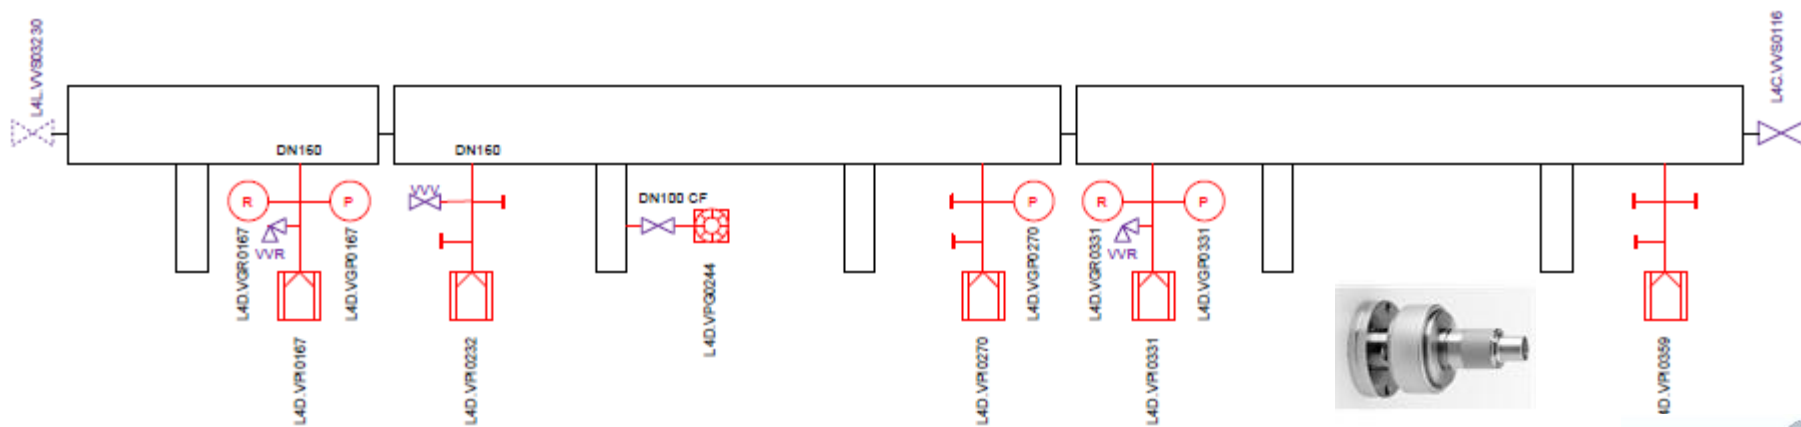 L4L.VVS03230
L4C.VVS0116
DN160
DN160
R
P
VVR
L4D.VGR0167
L4D.VGP0167
L4D.VPI0167
VVV
L4D.VPI0232
DN100 CF
L4D.VPG0244
P
L4D.VGP0270
L4D.VPI0270
R
P
VVR
L4D.VGR0331
L4D.VGP0331
L4D.VPI0331
4D.VPI0359